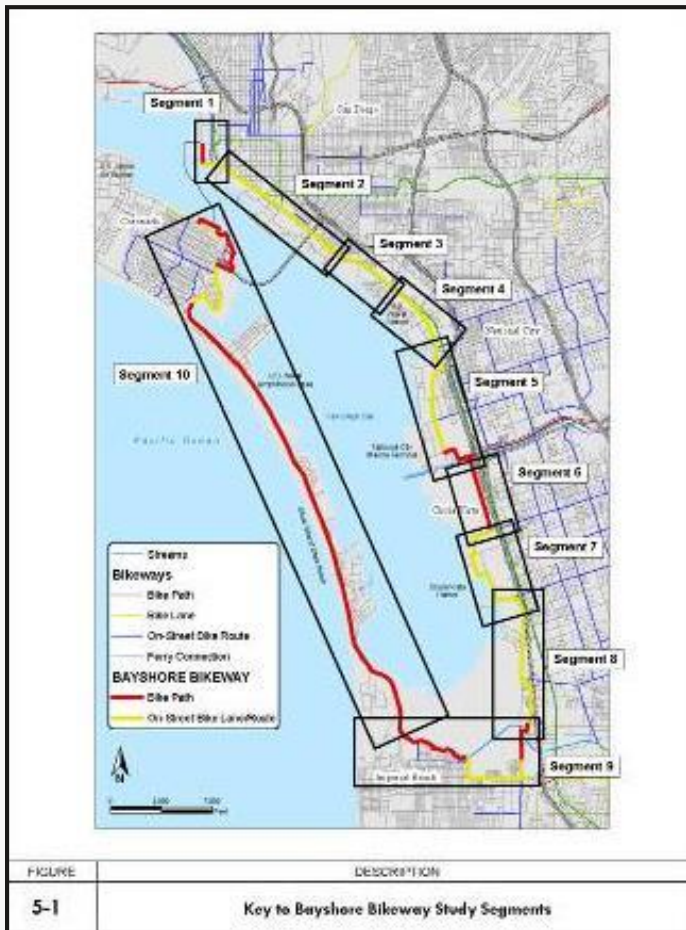 Segment 1
San Diego
Segment 2
Coronado
Segment 3
Segment 4
National City
Segment 5
Segment 10
Pacific Ocean
Segment 6
Chula Vista
Segment 7
Streams
Bikeways
Bike Path
Bike Lane
On-Street Bike Route
Ferry Connection
BAYSHORE BIKEWAY
Bike Path
On-Street Bike Lane/Route
Segment 8
Segment 9
Imperial Beach
N
FIGURE
DESCRIPTION
5-1
Key to Bayshore Bikeway Study Segments